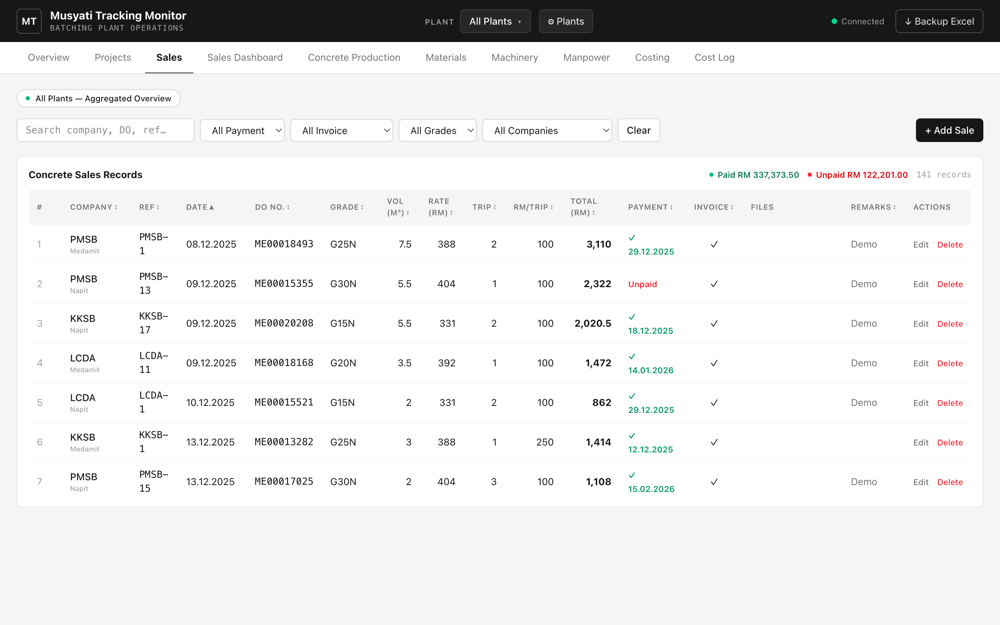 MT
Musyati Tracking Monitor
BATCHING PLANT OPERATIONS
PLANT
All Plants ▾
⚙ Plants
Connected
↓ Backup Excel
Overview Projects Sales Sales Dashboard Concrete Production Materials Machinery Manpower Costing Cost Log
All Plants — Aggregated Overview
Search company, DO, ref…
All Payment
All Invoice
All Grades
All Companies
Clear
+ Add Sale
Concrete Sales Records
Paid RM 337,373.50 Unpaid RM 122,201.00 141 records
# COMPANY↕ REF↕ DATE▲ DO NO.↕ GRADE↕ VOL (M³)↕ RATE (RM)↕ TRIP↕ RM/TRIP↕ TOTAL (RM)↕ PAYMENT↕ INVOICE↕ FILES REMARKS↕ ACTIONS
1 PMSB Medamit PMSB–1 08.12.2025 ME00018493 G25N 7.5 388 2 100 3,110 ✓ 29.12.2025 ✓ Demo Edit Delete
2 PMSB Napit PMSB–13 09.12.2025 ME00015355 G30N 5.5 404 1 100 2,322 Unpaid ✓ Demo Edit Delete
3 KKSB Napit KKSB–17 09.12.2025 ME00020208 G15N 5.5 331 2 100 2,020.5 ✓ 18.12.2025 ✓ Demo Edit Delete
4 LCDA Medamit LCDA–11 09.12.2025 ME00018168 G20N 3.5 392 1 100 1,472 ✓ 14.01.2026 ✓ Demo Edit Delete
5 LCDA Napit LCDA–1 10.12.2025 ME00015521 G15N 2 331 2 100 862 ✓ 29.12.2025 ✓ Demo Edit Delete
6 KKSB Medamit KKSB–1 13.12.2025 ME00013282 G25N 3 388 1 250 1,414 ✓ 12.12.2025 ✓ Edit Delete
7 PMSB Napit PMSB–15 13.12.2025 ME00017025 G30N 2 404 3 100 1,108 ✓ 15.02.2026 ✓ Demo Edit Delete